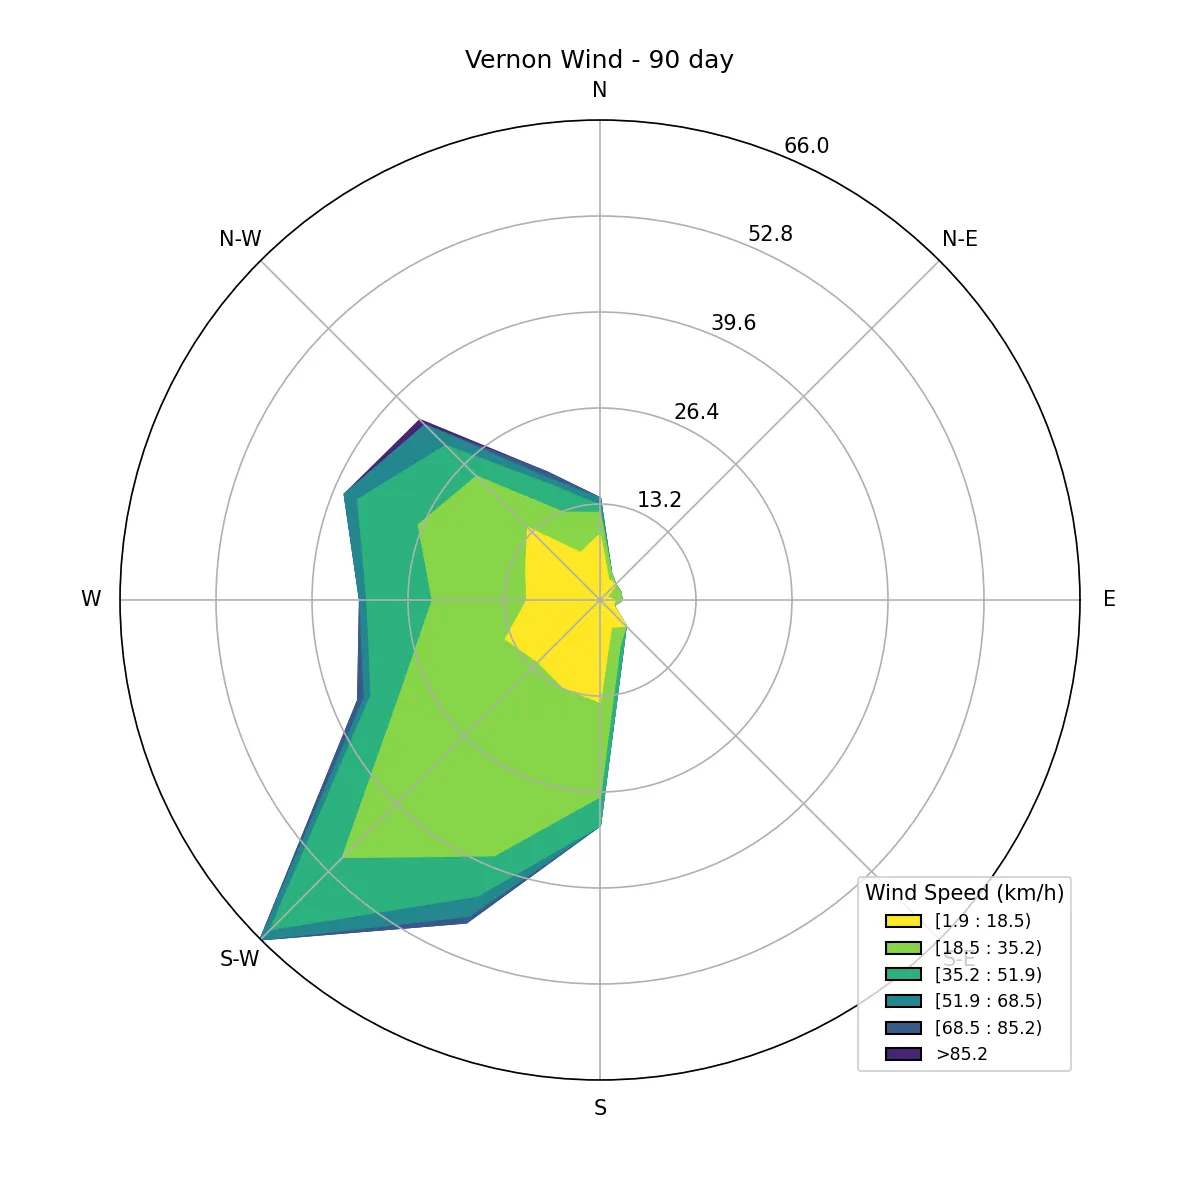 Vernon Wind - 90 day
N
66.0
N-W
52.8
N-E
39.6
26.4
13.2
W
E
S-W
S-E
Wind Speed (km/h)
[1.9 : 18.5)
[18.5 : 35.2)
[35.2 : 51.9)
[51.9 : 68.5)
[68.5 : 85.2)
>85.2
S